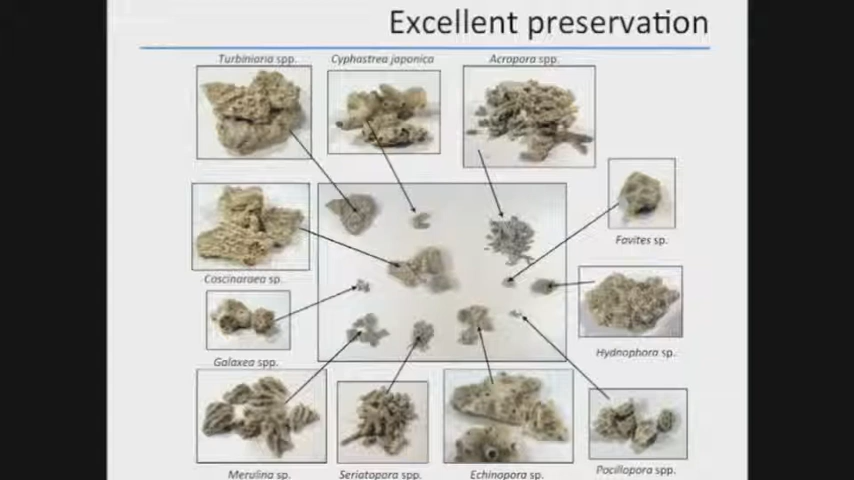 Excellent preservation
Turbinaria spp.
Cyphastrea japonica
Acropora spp.
Favites sp.
Coscinaraea sp.
Galaxea spp.
Hydnophora sp.
Merulina sp.
Seriatopora spp.
Echinopora sp.
Pocillopora spp.